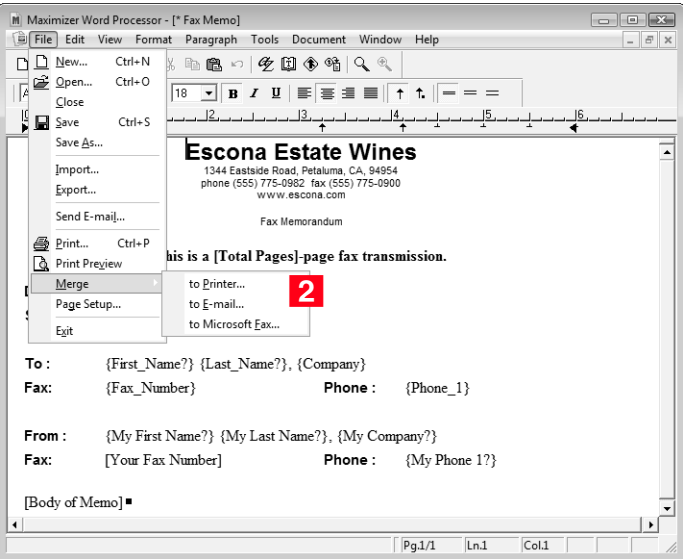 Maximizer Word Processor - [* Fax Memo]
File Edit View Format Paragraph Tools Document Window Help
New... Ctrl+N
Open... Ctrl+O
Close
Save Ctrl+S
Save As...
Import...
Export...
Send E-mail...
Print... Ctrl+P
Print Preview
Merge
Page Setup...
Exit
to Printer...
to E-mail...
to Microsoft Fax...
2
18 B I U
2 3 4 5 6
Escona Estate Wines
1344 Eastside Road, Petaluma, CA, 94954
phone (555) 775-0982 fax (555) 775-0900
www.escona.com
Fax Memorandum
his is a [Total Pages]-page fax transmission.
To : {First_Name?} {Last_Name?}, {Company}
Fax: {Fax_Number} Phone : {Phone_1}
From : {My First Name?} {My Last Name?}, {My Company?}
Fax: [Your Fax Number] Phone : {My Phone 1?}
[Body of Memo]
Pg.1/1 Ln.1 Col.1